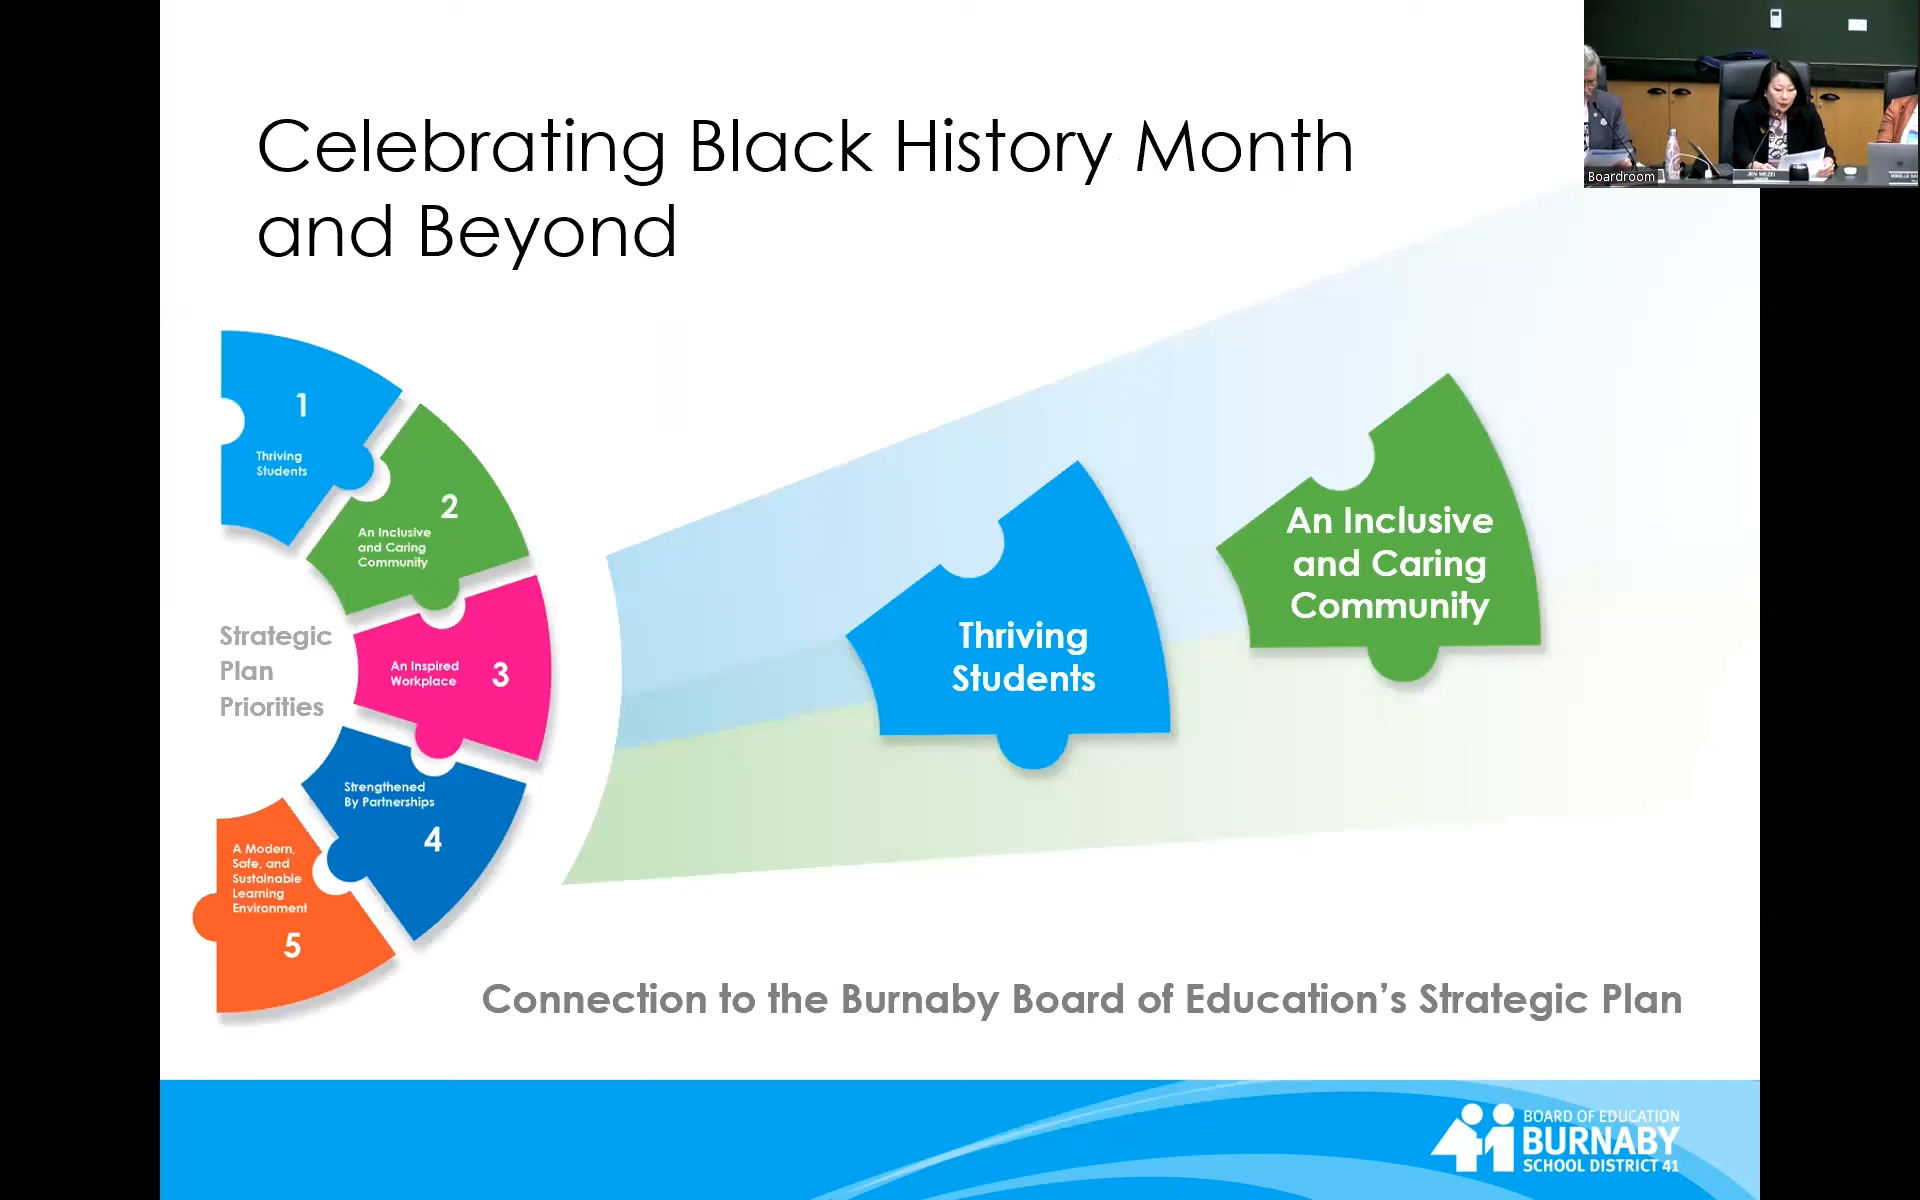 Celebrating Black History Month
and Beyond
Boardroom
JEN MEZEI
1
Thriving
Students
2
An Inclusive
and Caring
Community
Strategic
Plan
Priorities
An Inspired
Workplace
3
Strengthened
By Partnerships
4
A Modern,
Safe, and
Sustainable
Learning
Environment
5
Thriving
Students
An Inclusive
and Caring
Community
Connection to the Burnaby Board of Education’s Strategic Plan
41
BOARD OF EDUCATION
BURNABY
SCHOOL DISTRICT 41